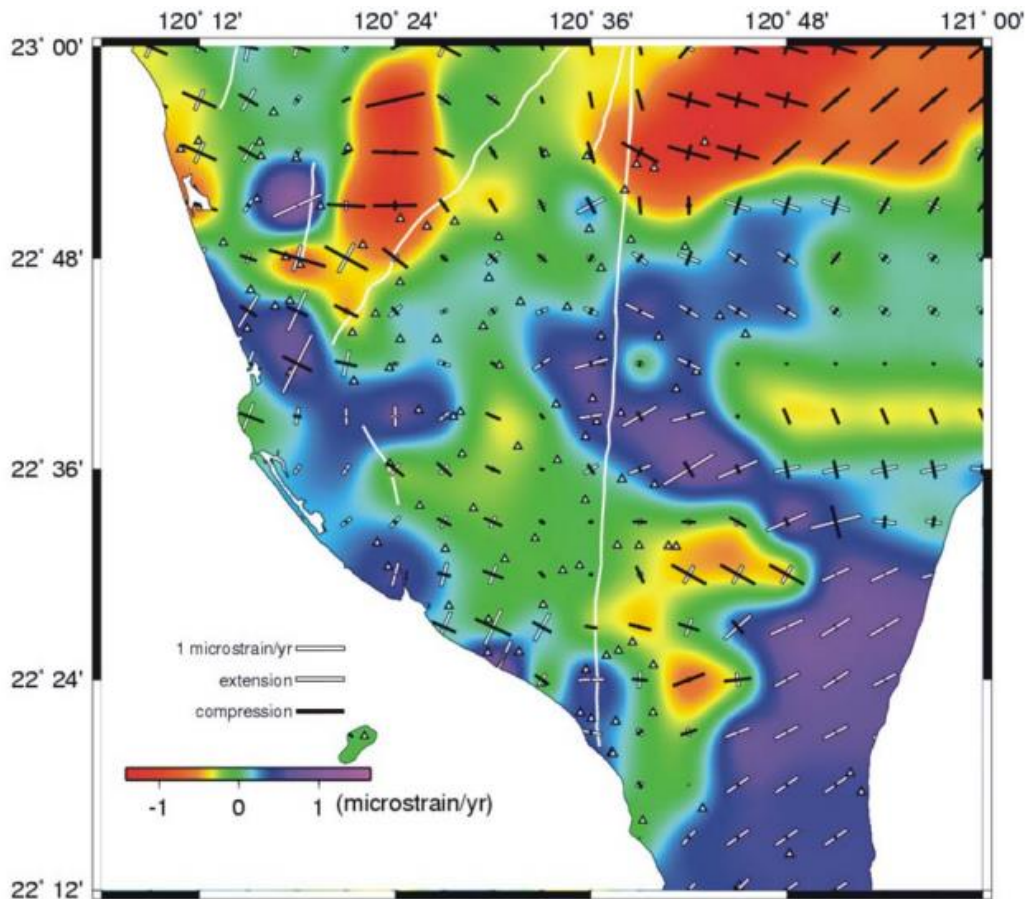 120° 12' 120° 24' 120° 36' 120° 48' 121° 00'
23° 00'
22° 48'
22° 36'
1 microstrain/yr
extension
22° 24'
compression
-1 0 1 (microstrain/yr)
22° 12'